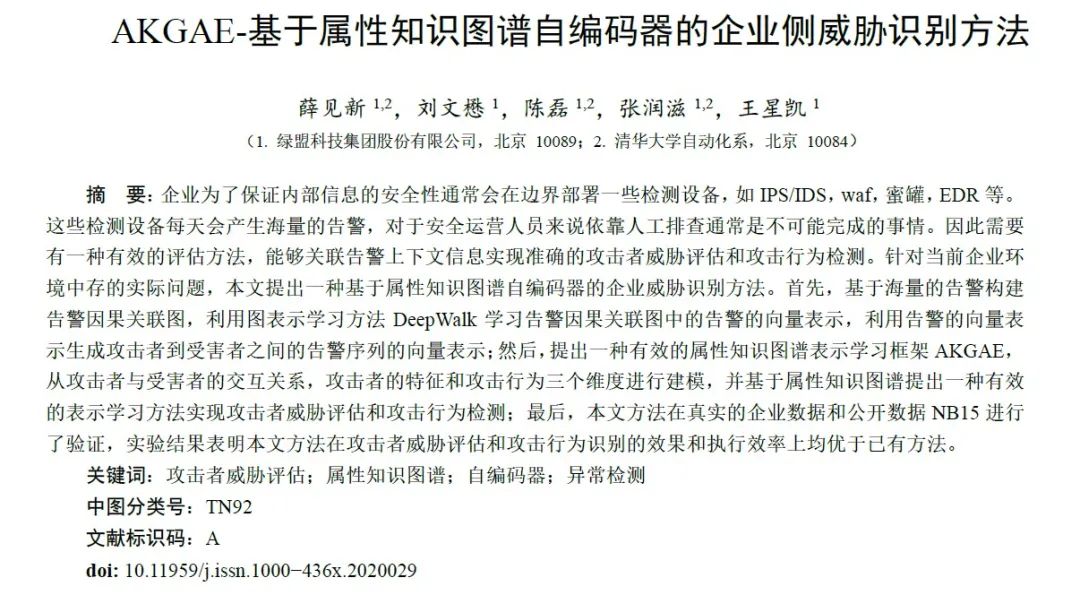 AKGAE-基于属性知识图谱自编码器的企业侧威胁识别方法
薛见新 1,2，刘文懋 1，陈磊 1,2，张润滋 1,2，王星凯 1
（1. 绿盟科技集团股份有限公司，北京 10089；2. 清华大学自动化系，北京 10084）
摘 要：企业为了保证内部信息的安全性通常会在边界部署一些检测设备，如 IPS/IDS，waf，蜜罐，EDR 等。
这些检测设备每天会产生海量的告警，对于安全运营人员来说依靠人工排查通常是不可能完成的事情。因此需要
有一种有效的评估方法，能够关联告警上下文信息实现准确的攻击者威胁评估和攻击行为检测。针对当前企业环
境中存的实际问题，本文提出一种基于属性知识图谱自编码器的企业威胁识别方法。首先，基于海量的告警构建
告警因果关联图，利用图表示学习方法 DeepWalk 学习告警因果关联图中的告警的向量表示，利用告警的向量表
示生成攻击者到受害者之间的告警序列的向量表示；然后，提出一种有效的属性知识图谱表示学习框架 AKGAE，
从攻击者与受害者的交互关系，攻击者的特征和攻击行为三个维度进行建模，并基于属性知识图谱提出一种有效
的表示学习方法实现攻击者威胁评估和攻击行为检测；最后，本文方法在真实的企业数据和公开数据 NB15 进行
了验证，实验结果表明本文方法在攻击者威胁评估和攻击行为识别的效果和执行效率上均优于已有方法。
关键词：攻击者威胁评估；属性知识图谱；自编码器；异常检测
中图分类号：TN92
文献标识码：A
doi: 10.11959/j.issn.1000−436x.2020029